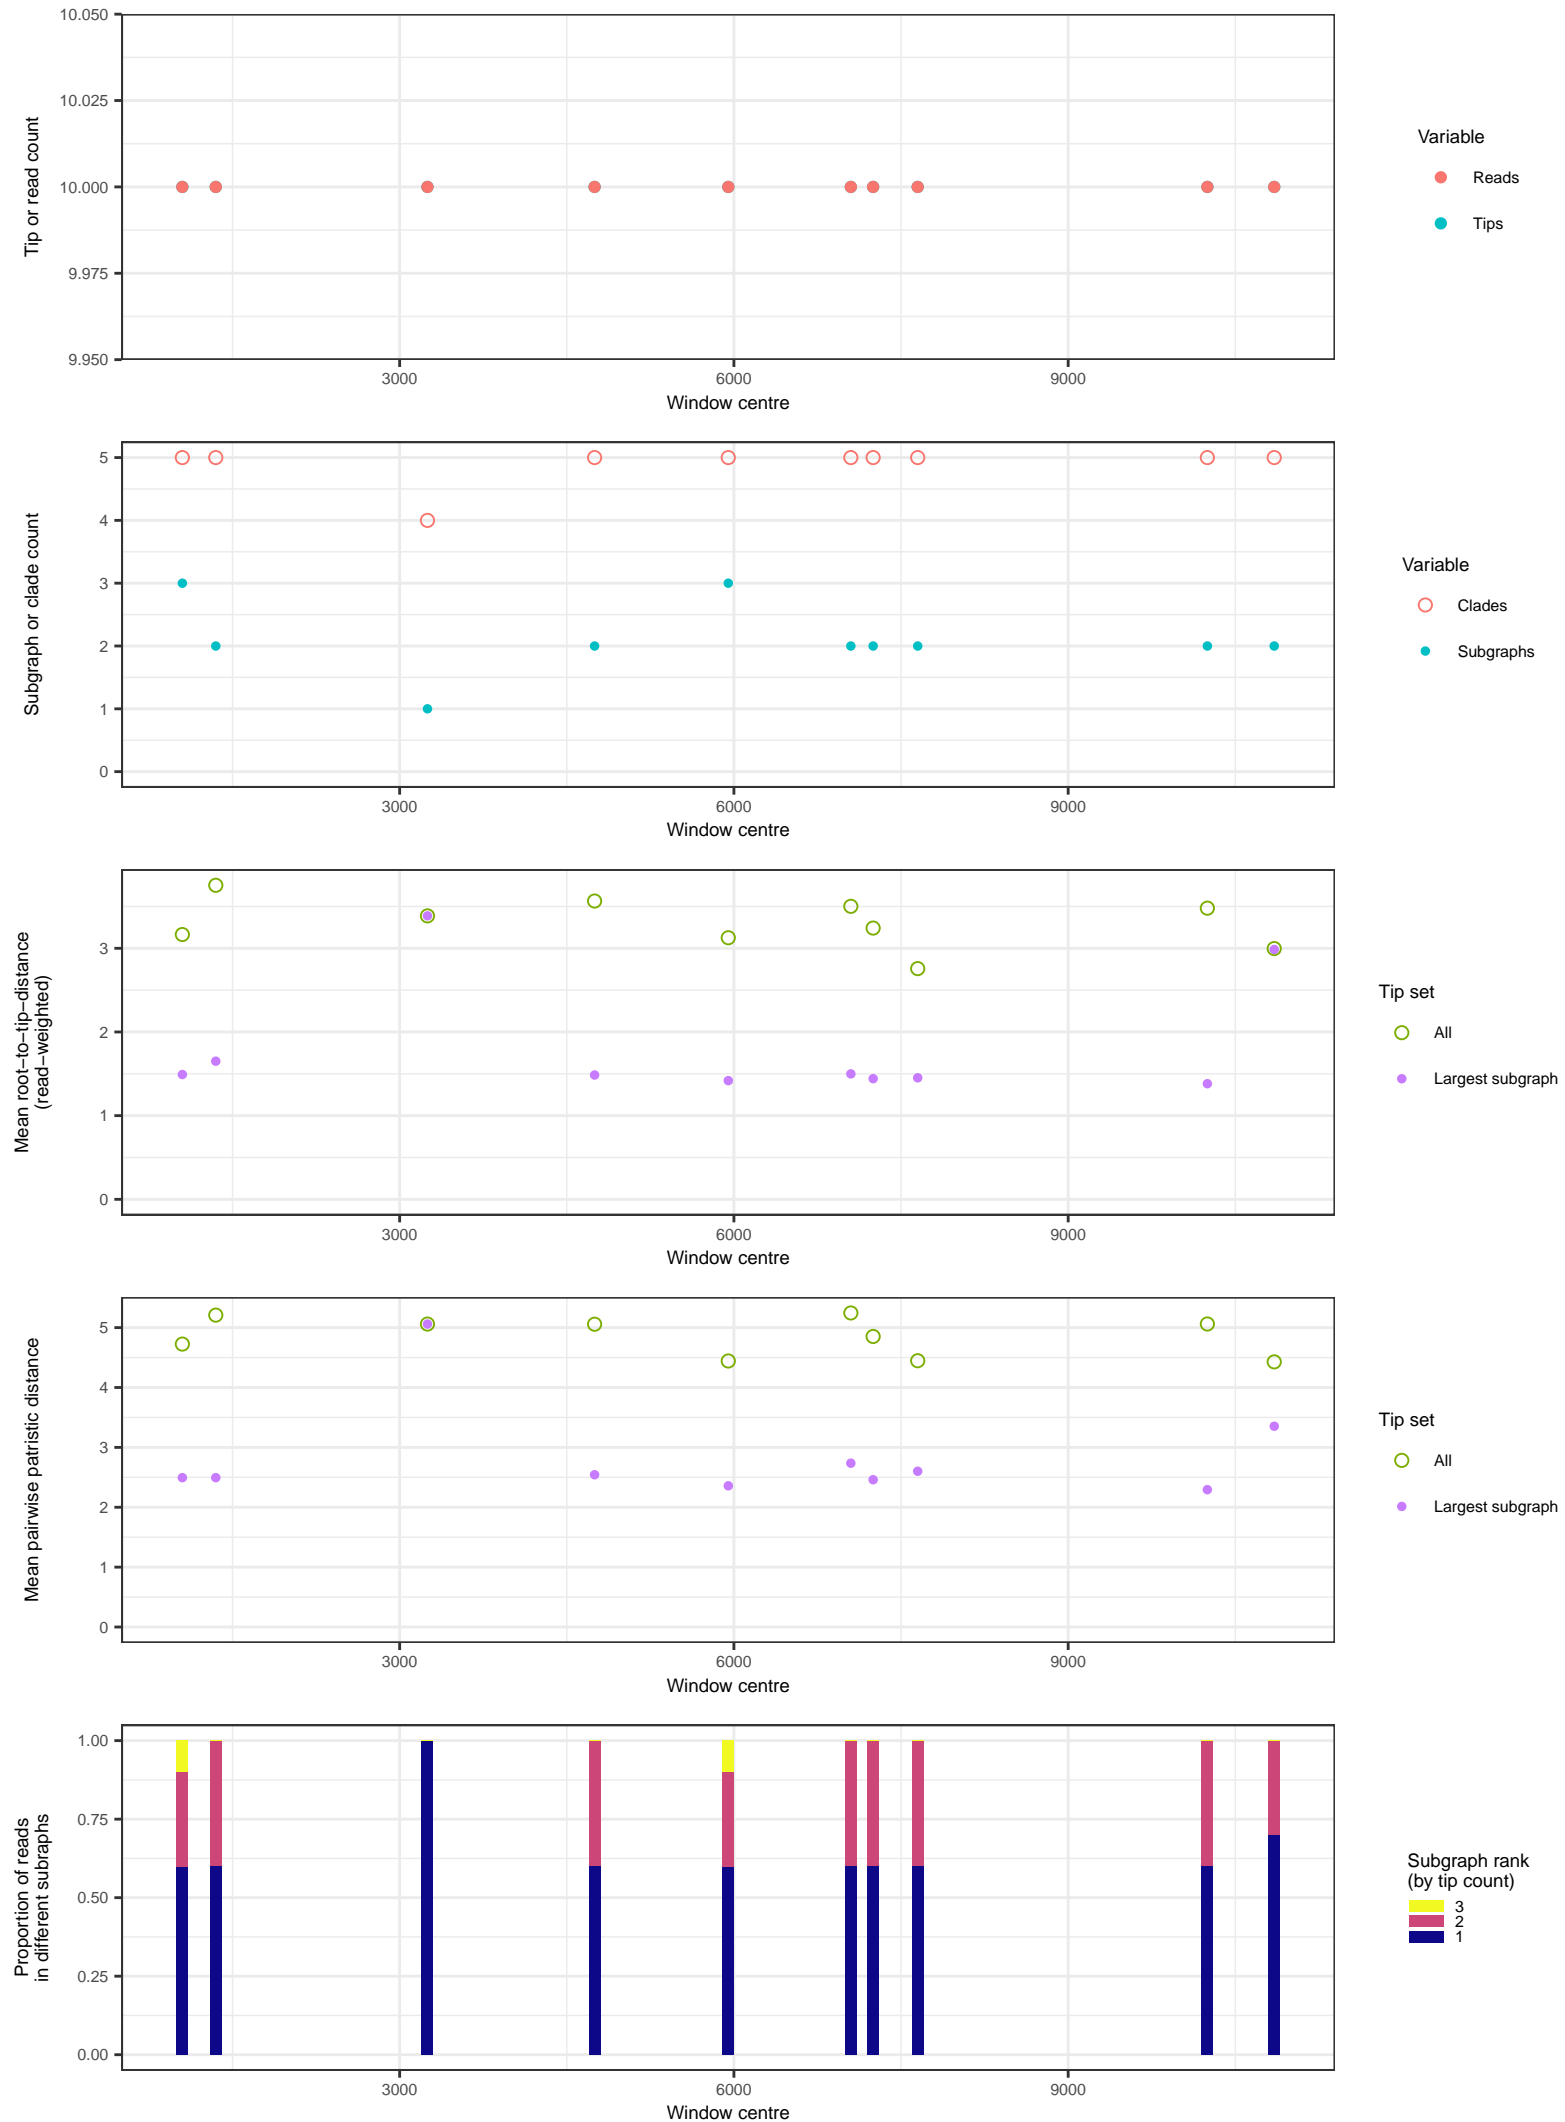 10.050
10.025
10.000
9.975
9.950
Tip or read count
3000
6000
9000
Window centre
Variable
Reads
Tips
5
4
3
2
1
0
Subgraph or clade count
3000
6000
9000
Window centre
Variable
Clades
Subgraphs
3
2
1
0
Mean root−to−tip−distance
(read−weighted)
3000
6000
9000
Window centre
Tip set
All
Largest subgraph
5
4
3
2
1
0
Mean pairwise patristic distance
3000
6000
9000
Window centre
Tip set
All
Largest subgraph
1.00
0.75
0.50
0.25
0.00
Proportion of reads
in different subraphs
3000
6000
9000
Window centre
Subgraph rank
(by tip count)
3
2
1